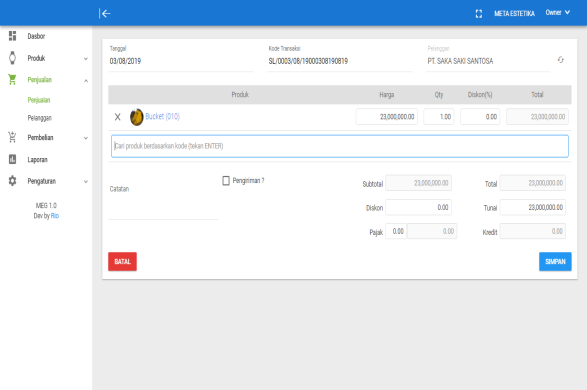 META ESTETIKA Owner
Dasbor
Produk
Penjualan
Penjualan
Pelanggan
Pembelian
Laporan
Pengaturan
MEG 1.0
Dev by Rio
Tanggal Kode Transaksi Pelanggan
03/08/2019 SL/0003/08/19000308190819 PT. SAKA SAKI SANTOSA
Produk Harga Qty Diskon(%) Total
X Bucket (010) 23,000,000.00 1.00 0.00 23,000,000.00
Cari produk berdasarkan kode (tekan ENTER)
Catatan
Pengiriman ?
Subtotal 23,000,000.00 Total 23,000,000.00
Diskon 0.00 Tunai 23,000,000.00
Pajak 0.00 0.00 Kredit 0.00
BATAL SIMPAN